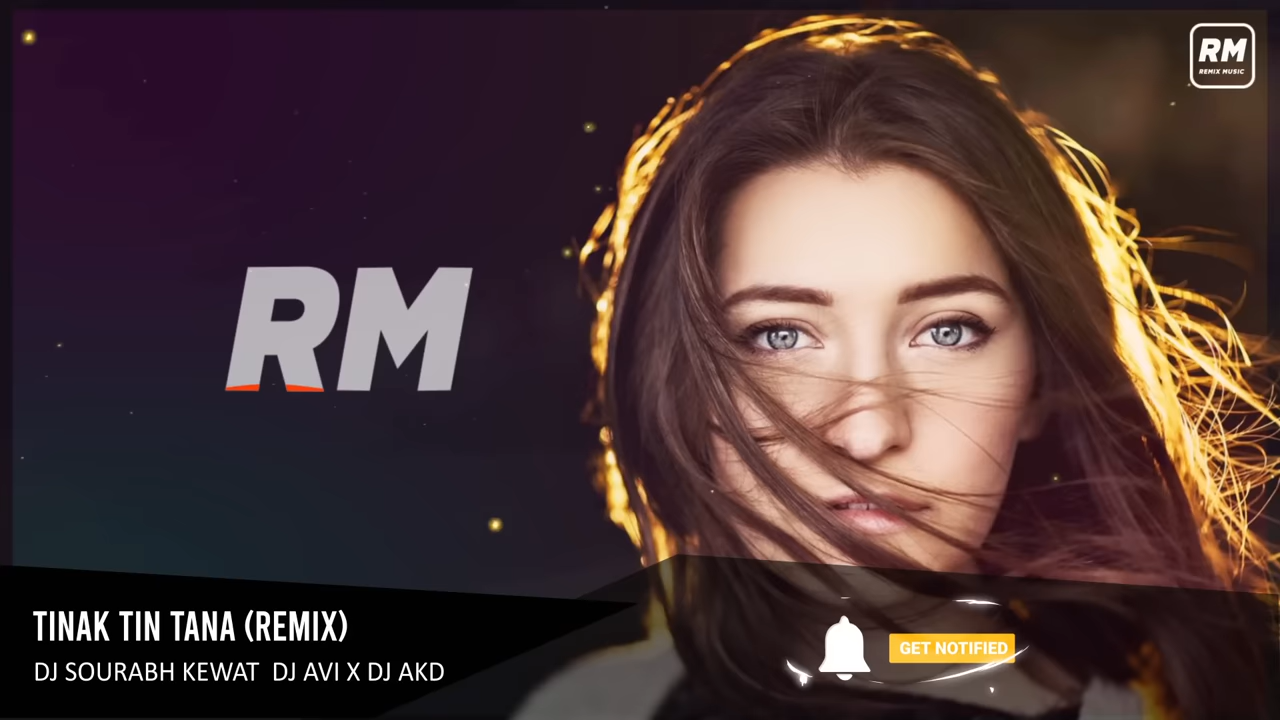 RM
REMIX MUSIC
RM
TINAK TIN TANA (REMIX)
DJ SOURABH KEWAT DJ AVI X DJ AKD
GET NOTIFIED